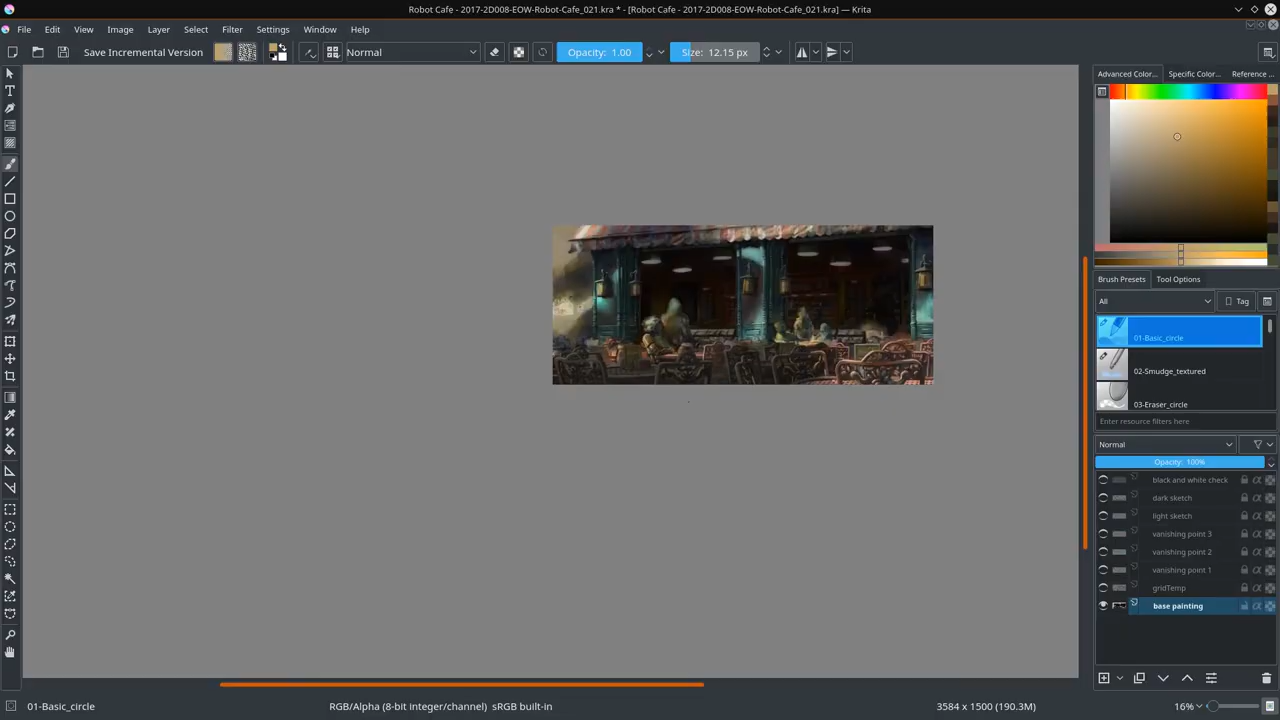 Robot Cafe - 2017-2D008-EOW-Robot-Cafe_021.kra * - [Robot Cafe - 2017-2D008-EOW-Robot-Cafe_021.kra] — Krita
File Edit View Image Layer Select Filter Settings Window Help
Save Incremental Version Normal Opacity: 1.00 Size: 12.15 px
Advanced Color... Specific Color... Reference ...
Brush Presets Tool Options
All Tag
01-Basic_circle
02-Smudge_textured
03-Eraser_circle
Enter resource filters here
Normal
Opacity: 100%
black and white check
dark sketch
light sketch
vanishing point 3
vanishing point 2
vanishing point 1
gridTemp
base painting
01-Basic_circle RGB/Alpha (8-bit integer/channel) sRGB built-in 3584 x 1500 (190.3M) 16%